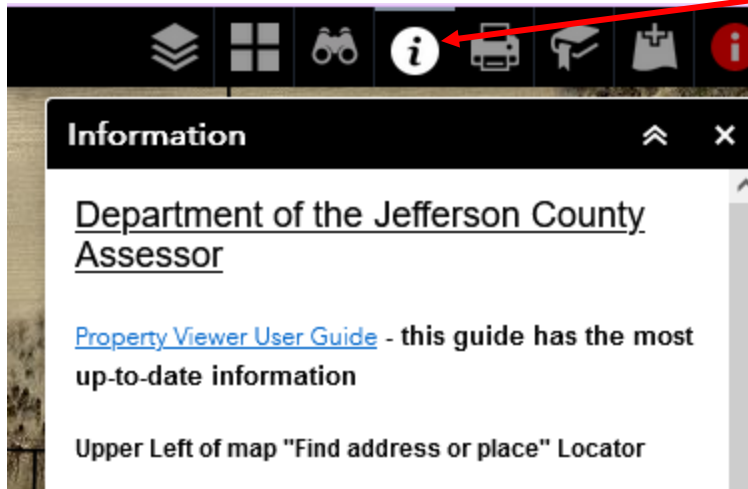 Information
Department of the Jefferson County
Assessor
Property Viewer User Guide - this guide has the most
up-to-date information
Upper Left of map "Find address or place" Locator